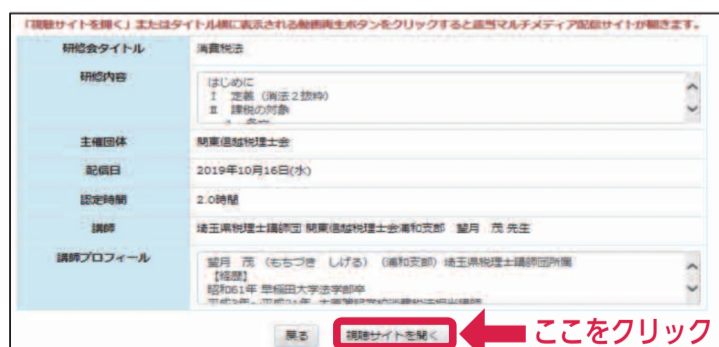 「視聴サイトを開く」またはタイトル横に表示される動画再生ボタンをクリックすると該当マルチメディア配信サイトが開きます。
研修会タイトル 消費税法
研修内容 はじめに
Ⅰ 定義（消法２抜粋）
Ⅱ 課税の対象
主催団体 関東信越税理士会
配信日 2019年10月16日(水)
認定時間 2.0時間
講師 埼玉県税理士講師団 関東信越税理士会浦和支部 望月 茂 先生
講師プロフィール 望月 茂（もちづき しげる）（浦和支部）埼玉県税理士講師団所属
【経歴】
昭和61年 早稲田大学法学部卒
戻る 視聴サイトを開く ここをクリック